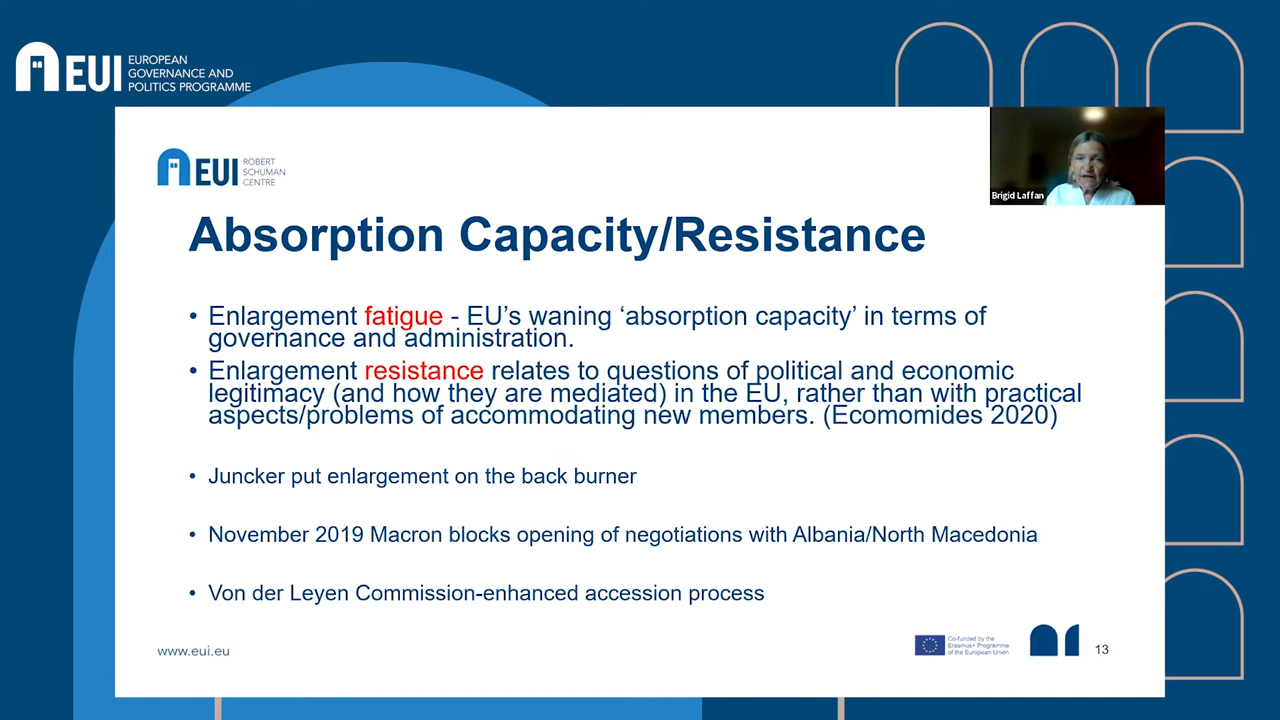 EUI
EUROPEAN
GOVERNANCE AND
POLITICS PROGRAMME
EUI
ROBERT
SCHUMAN
CENTRE
Brigid Laffan
Absorption Capacity/Resistance
• Enlargement fatigue - EU’s waning ‘absorption capacity’ in terms of
governance and administration.
• Enlargement resistance relates to questions of political and economic
legitimacy (and how they are mediated) in the EU, rather than with practical
aspects/problems of accommodating new members. (Ecomomides 2020)
• Juncker put enlargement on the back burner
• November 2019 Macron blocks opening of negotiations with Albania/North Macedonia
• Von der Leyen Commission-enhanced accession process
www.eui.eu
Co-funded by the
Erasmus+ Programme
of the European Union
13